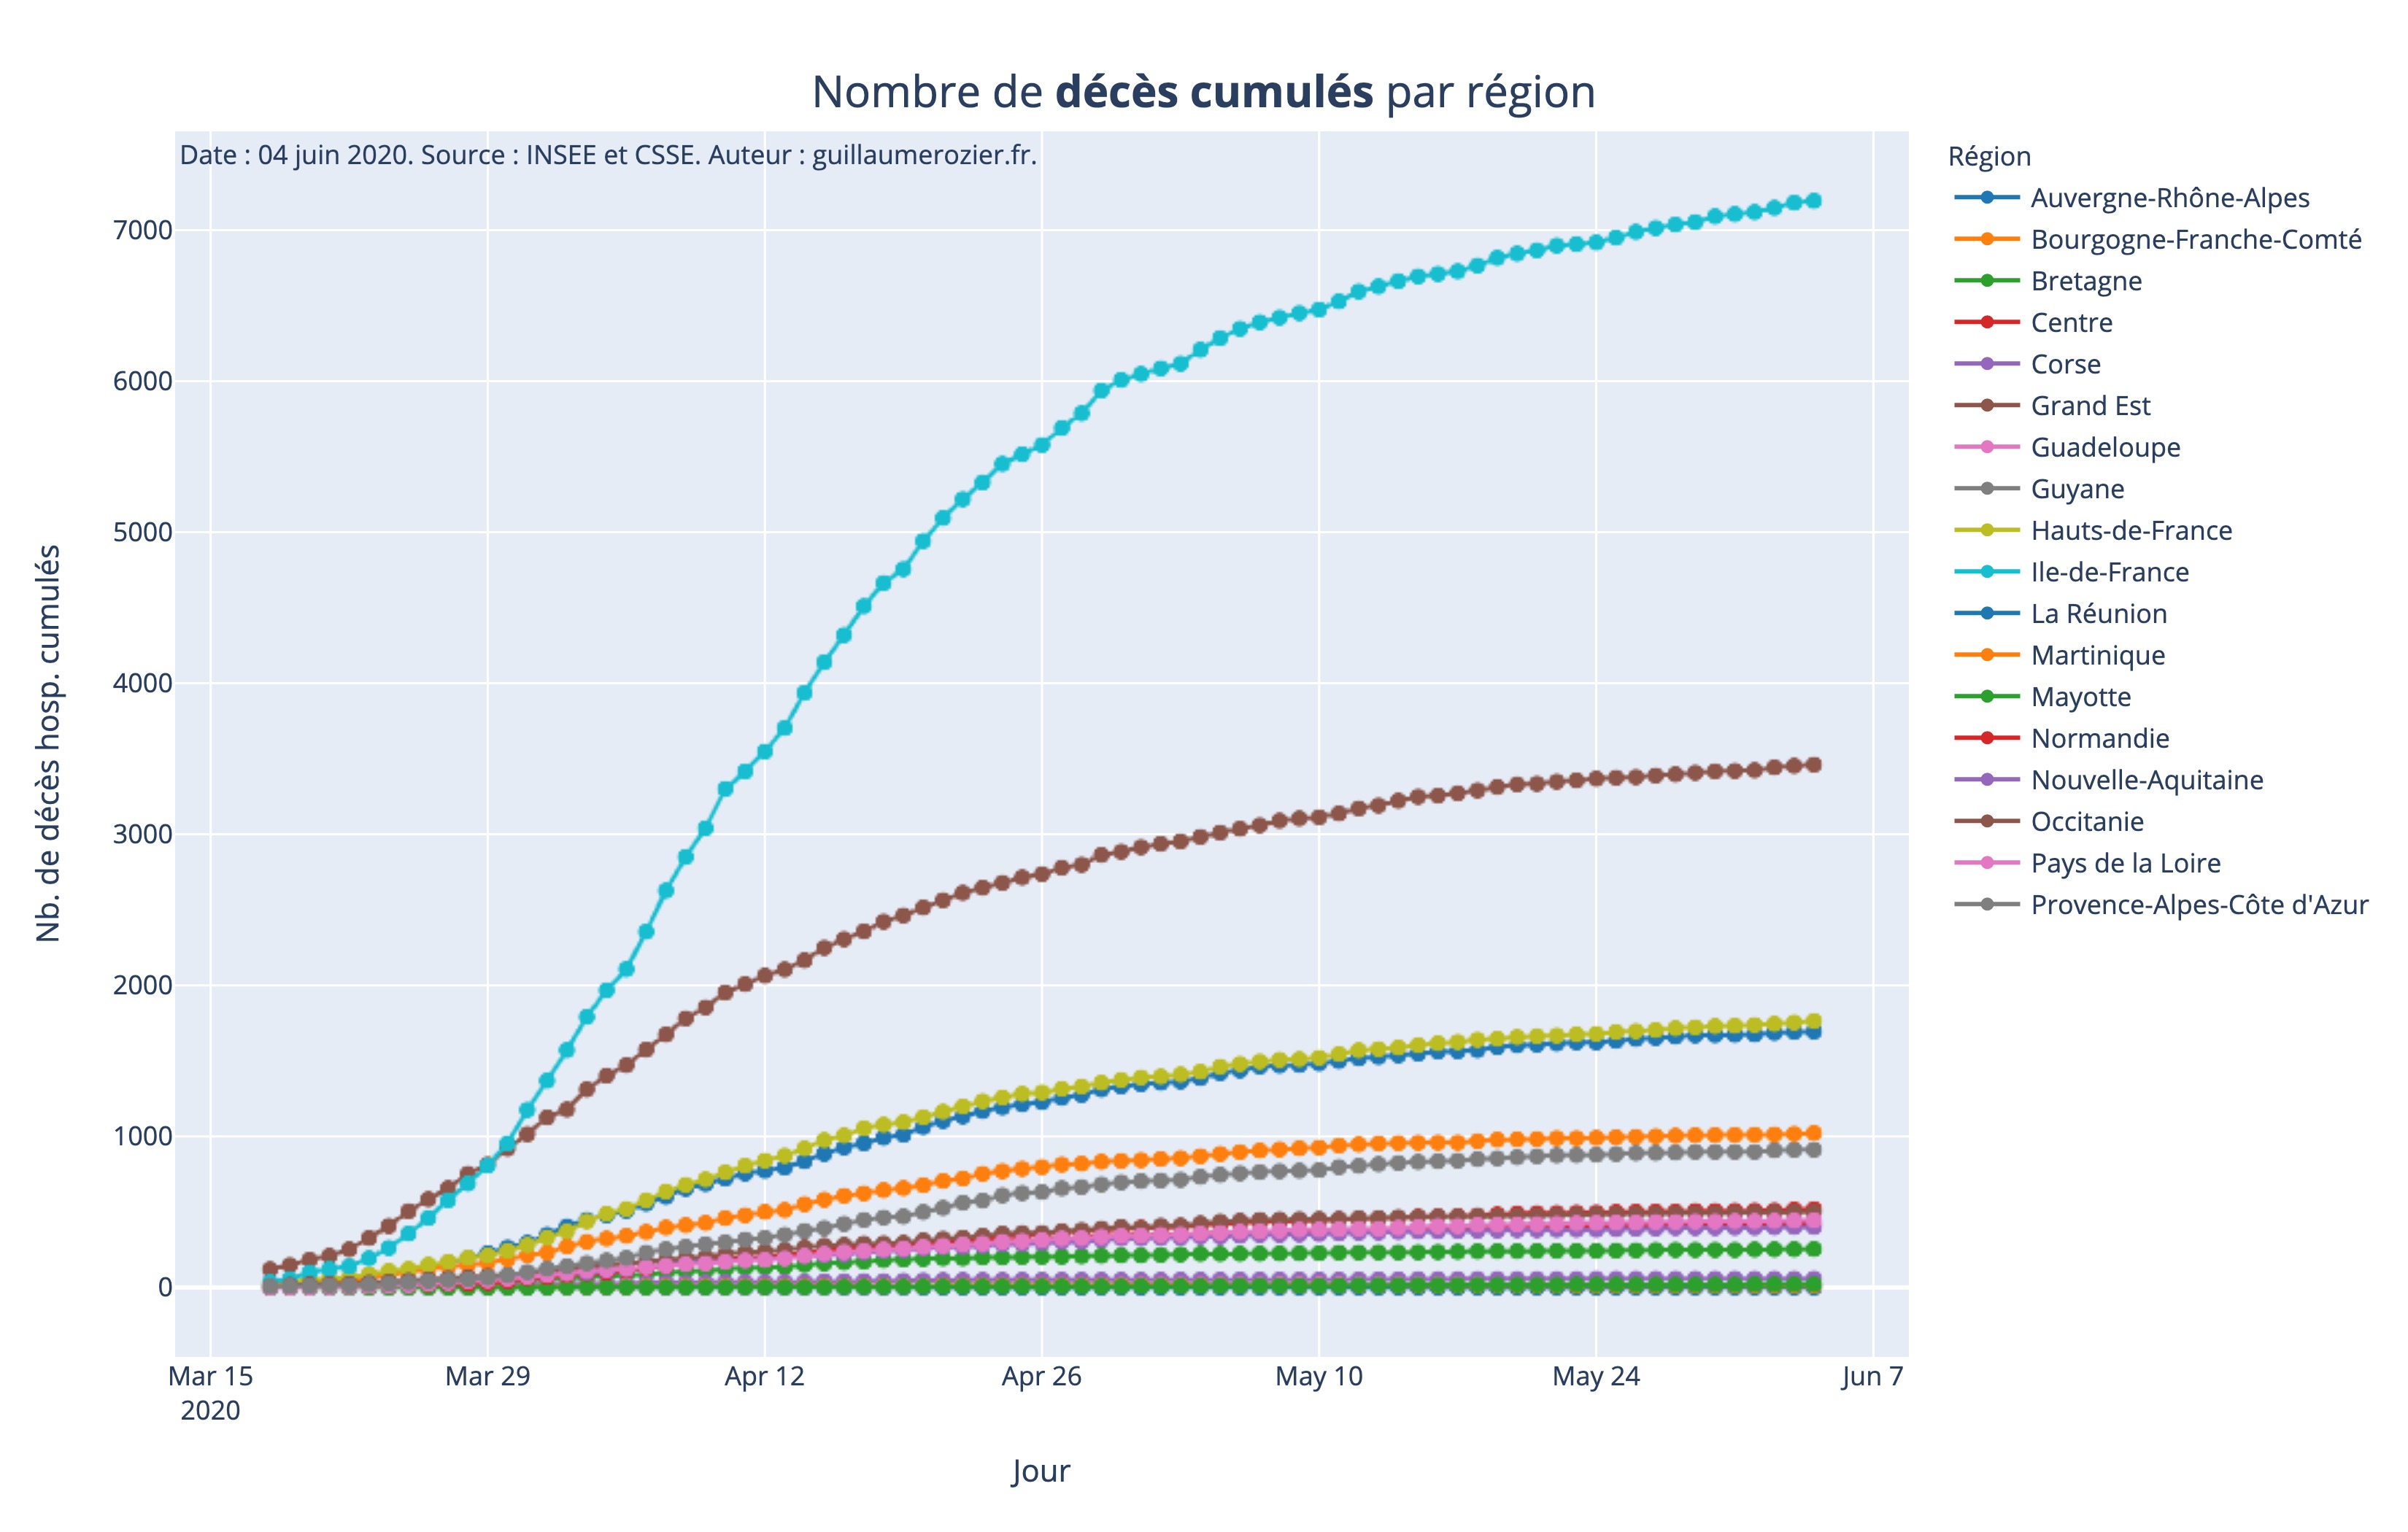 Nombre de décès cumulés par région
Date : 04 juin 2020. Source : INSEE et CSSE. Auteur : guillaumerozier.fr.
Nb. de décès hosp. cumulés
7000
6000
5000
4000
3000
2000
1000
0
Mar 15
2020
Mar 29
Apr 12
Apr 26
May 10
May 24
Jun 7
Jour
Région
Auvergne-Rhône-Alpes
Bourgogne-Franche-Comté
Bretagne
Centre
Corse
Grand Est
Guadeloupe
Guyane
Hauts-de-France
Ile-de-France
La Réunion
Martinique
Mayotte
Normandie
Nouvelle-Aquitaine
Occitanie
Pays de la Loire
Provence-Alpes-Côte d'Azur